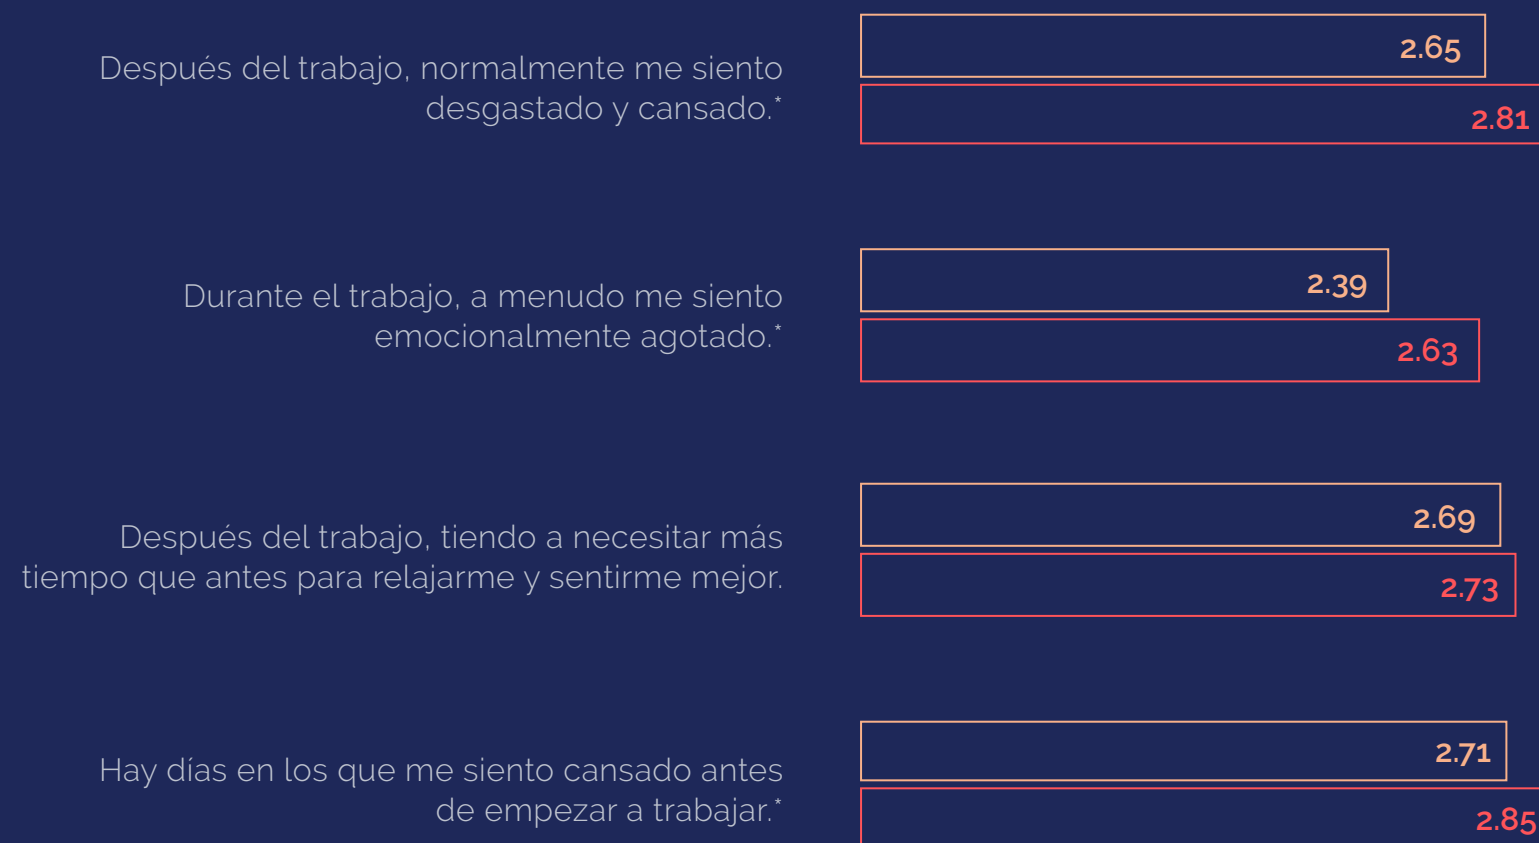 Después del trabajo, normalmente me siento
desgastado y cansado.*
2.65
2.81
Durante el trabajo, a menudo me siento
emocionalmente agotado.*
2.39
2.63
Después del trabajo, tiendo a necesitar más
tiempo que antes para relajarme y sentirme mejor.
2.69
2.73
Hay días en los que me siento cansado antes
de empezar a trabajar.*
2.71
2.85